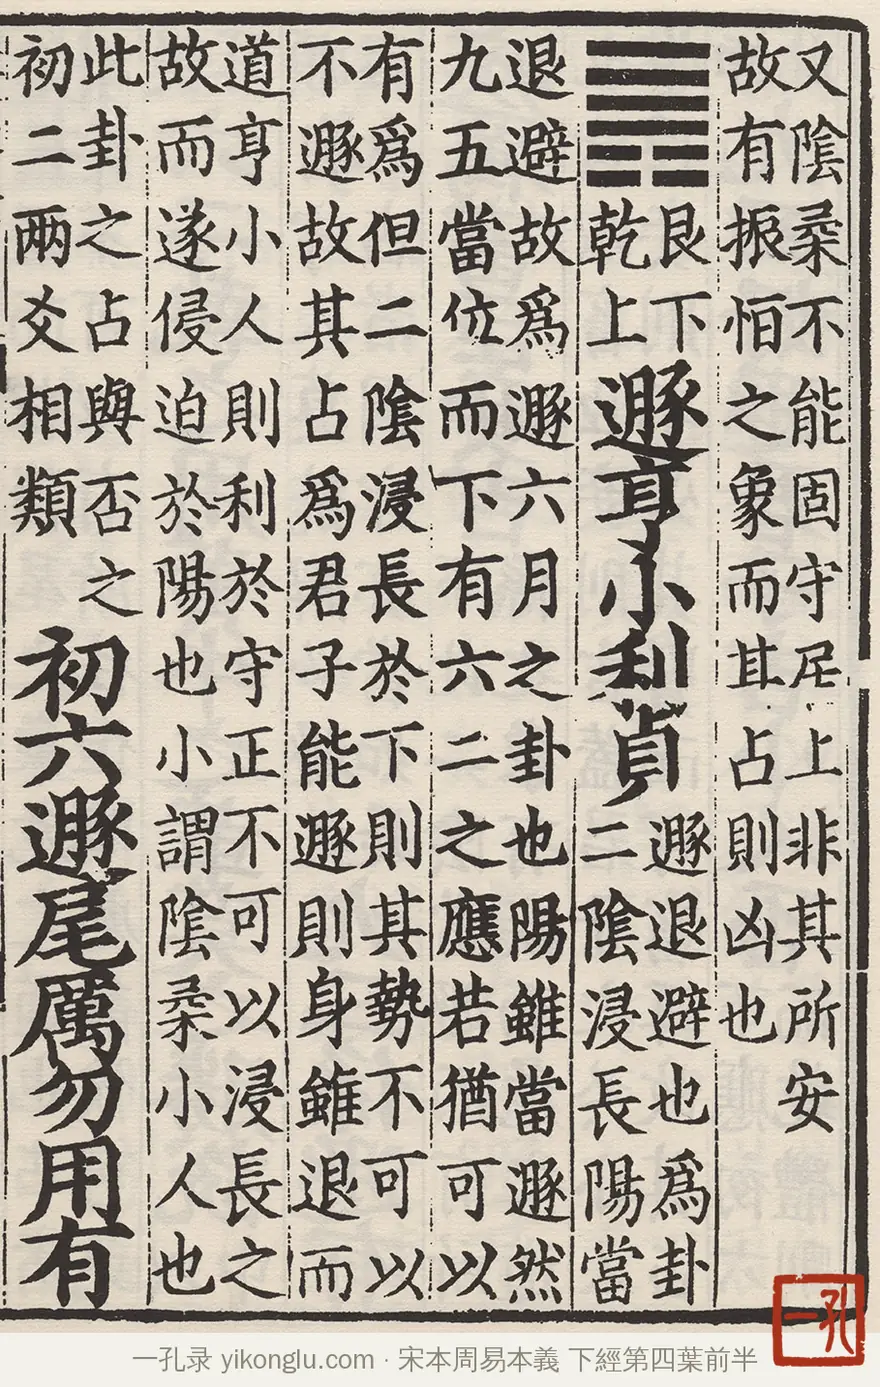 又陰柔不能固守居上非其所安
故有振恒之象而其占則凶也
艮下
乾上
遯亨小利貞
遯退避也爲卦
二陰浸長陽當
退避故爲遯六月之卦也陽雖當遯然
九五當位而下有六二之應若猶可以
有爲但二陰浸長於下則其勢不可以
不遯故其占爲君子能遯則身雖退而
道亨小人則利於守正不可以浸長之
故而遂侵迫於陽也小謂陰柔小人也
此卦之占與否之
初二兩爻相類
初六遯尾厲勿用有
一孔
一孔录 yikonglu.com · 宋本周易本義 下經第四葉前半